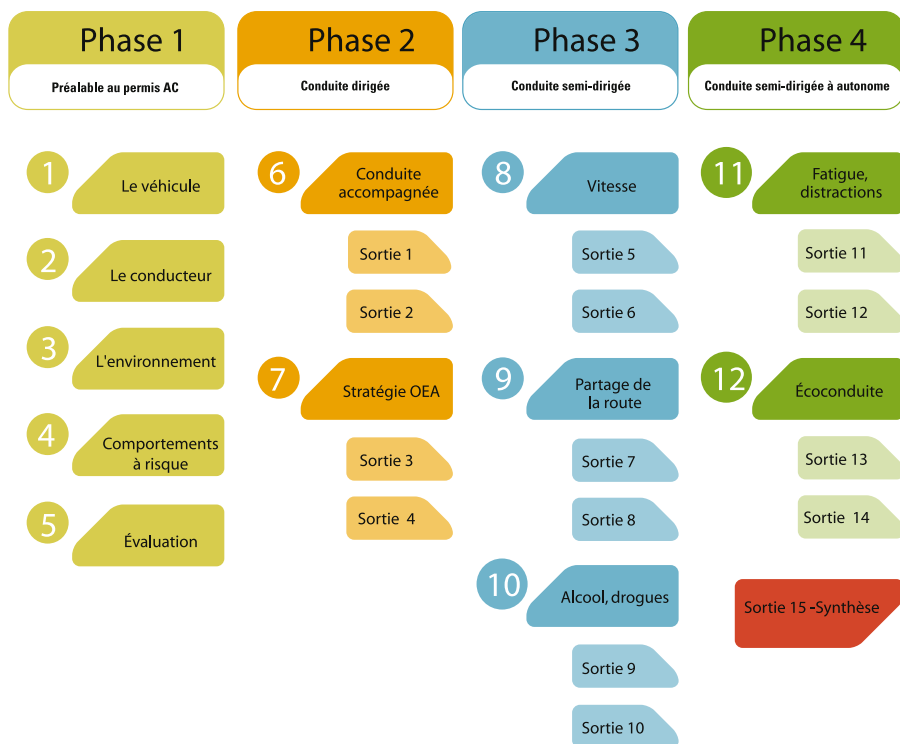 Phase 1
Préalable au permis AC
1
Le véhicule
2
Le conducteur
3
L'environnement
4
Comportements
à risque
5
Évaluation
Phase 2
Conduite dirigée
6
Conduite
accompagnée
Sortie 1
Sortie 2
7
Stratégie OEA
Sortie 3
Sortie 4
Phase 3
Conduite semi-dirigée
8
Vitesse
Sortie 5
Sortie 6
9
Partage de
la route
Sortie 7
Sortie 8
10
Alcool, drogues
Sortie 9
Sortie 10
Phase 4
Conduite semi-dirigée à autonome
11
Fatigue,
distractions
Sortie 11
Sortie 12
12
Écoconduite
Sortie 13
Sortie 14
Sortie 15 -Synthèse